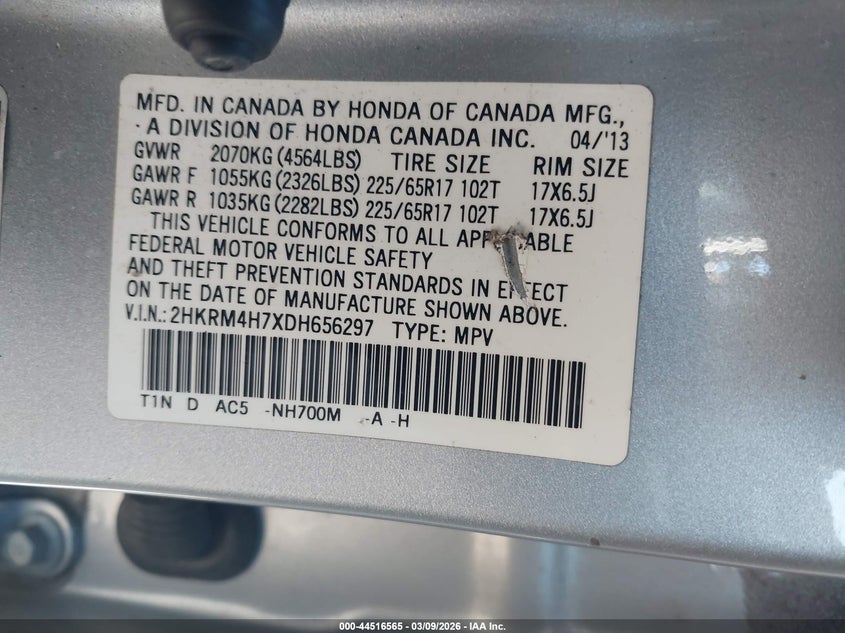 MFD. IN CANADA BY HONDA OF CANADA MFG.,
A DIVISION OF HONDA CANADA INC. 04/'13
GVWR 2070KG (4564LBS) TIRE SIZE RIM SIZE
GAWR F 1055KG (2326LBS) 225/65R17 102T 17X6.5J
GAWR R 1035KG (2282LBS) 225/65R17 102T 17X6.5J
THIS VEHICLE CONFORMS TO ALL APPLICABLE
FEDERAL MOTOR VEHICLE SAFETY
AND THEFT PREVENTION STANDARDS IN EFFECT
ON THE DATE OF MANUFACTURE SHOWN ABOVE.
V.I.N.: 2HKRM4H7XDH656297 TYPE: MPV
T1N D AC5 -NH700M -A -H
000-44516565 | 03/09/2026 - IAA Inc.